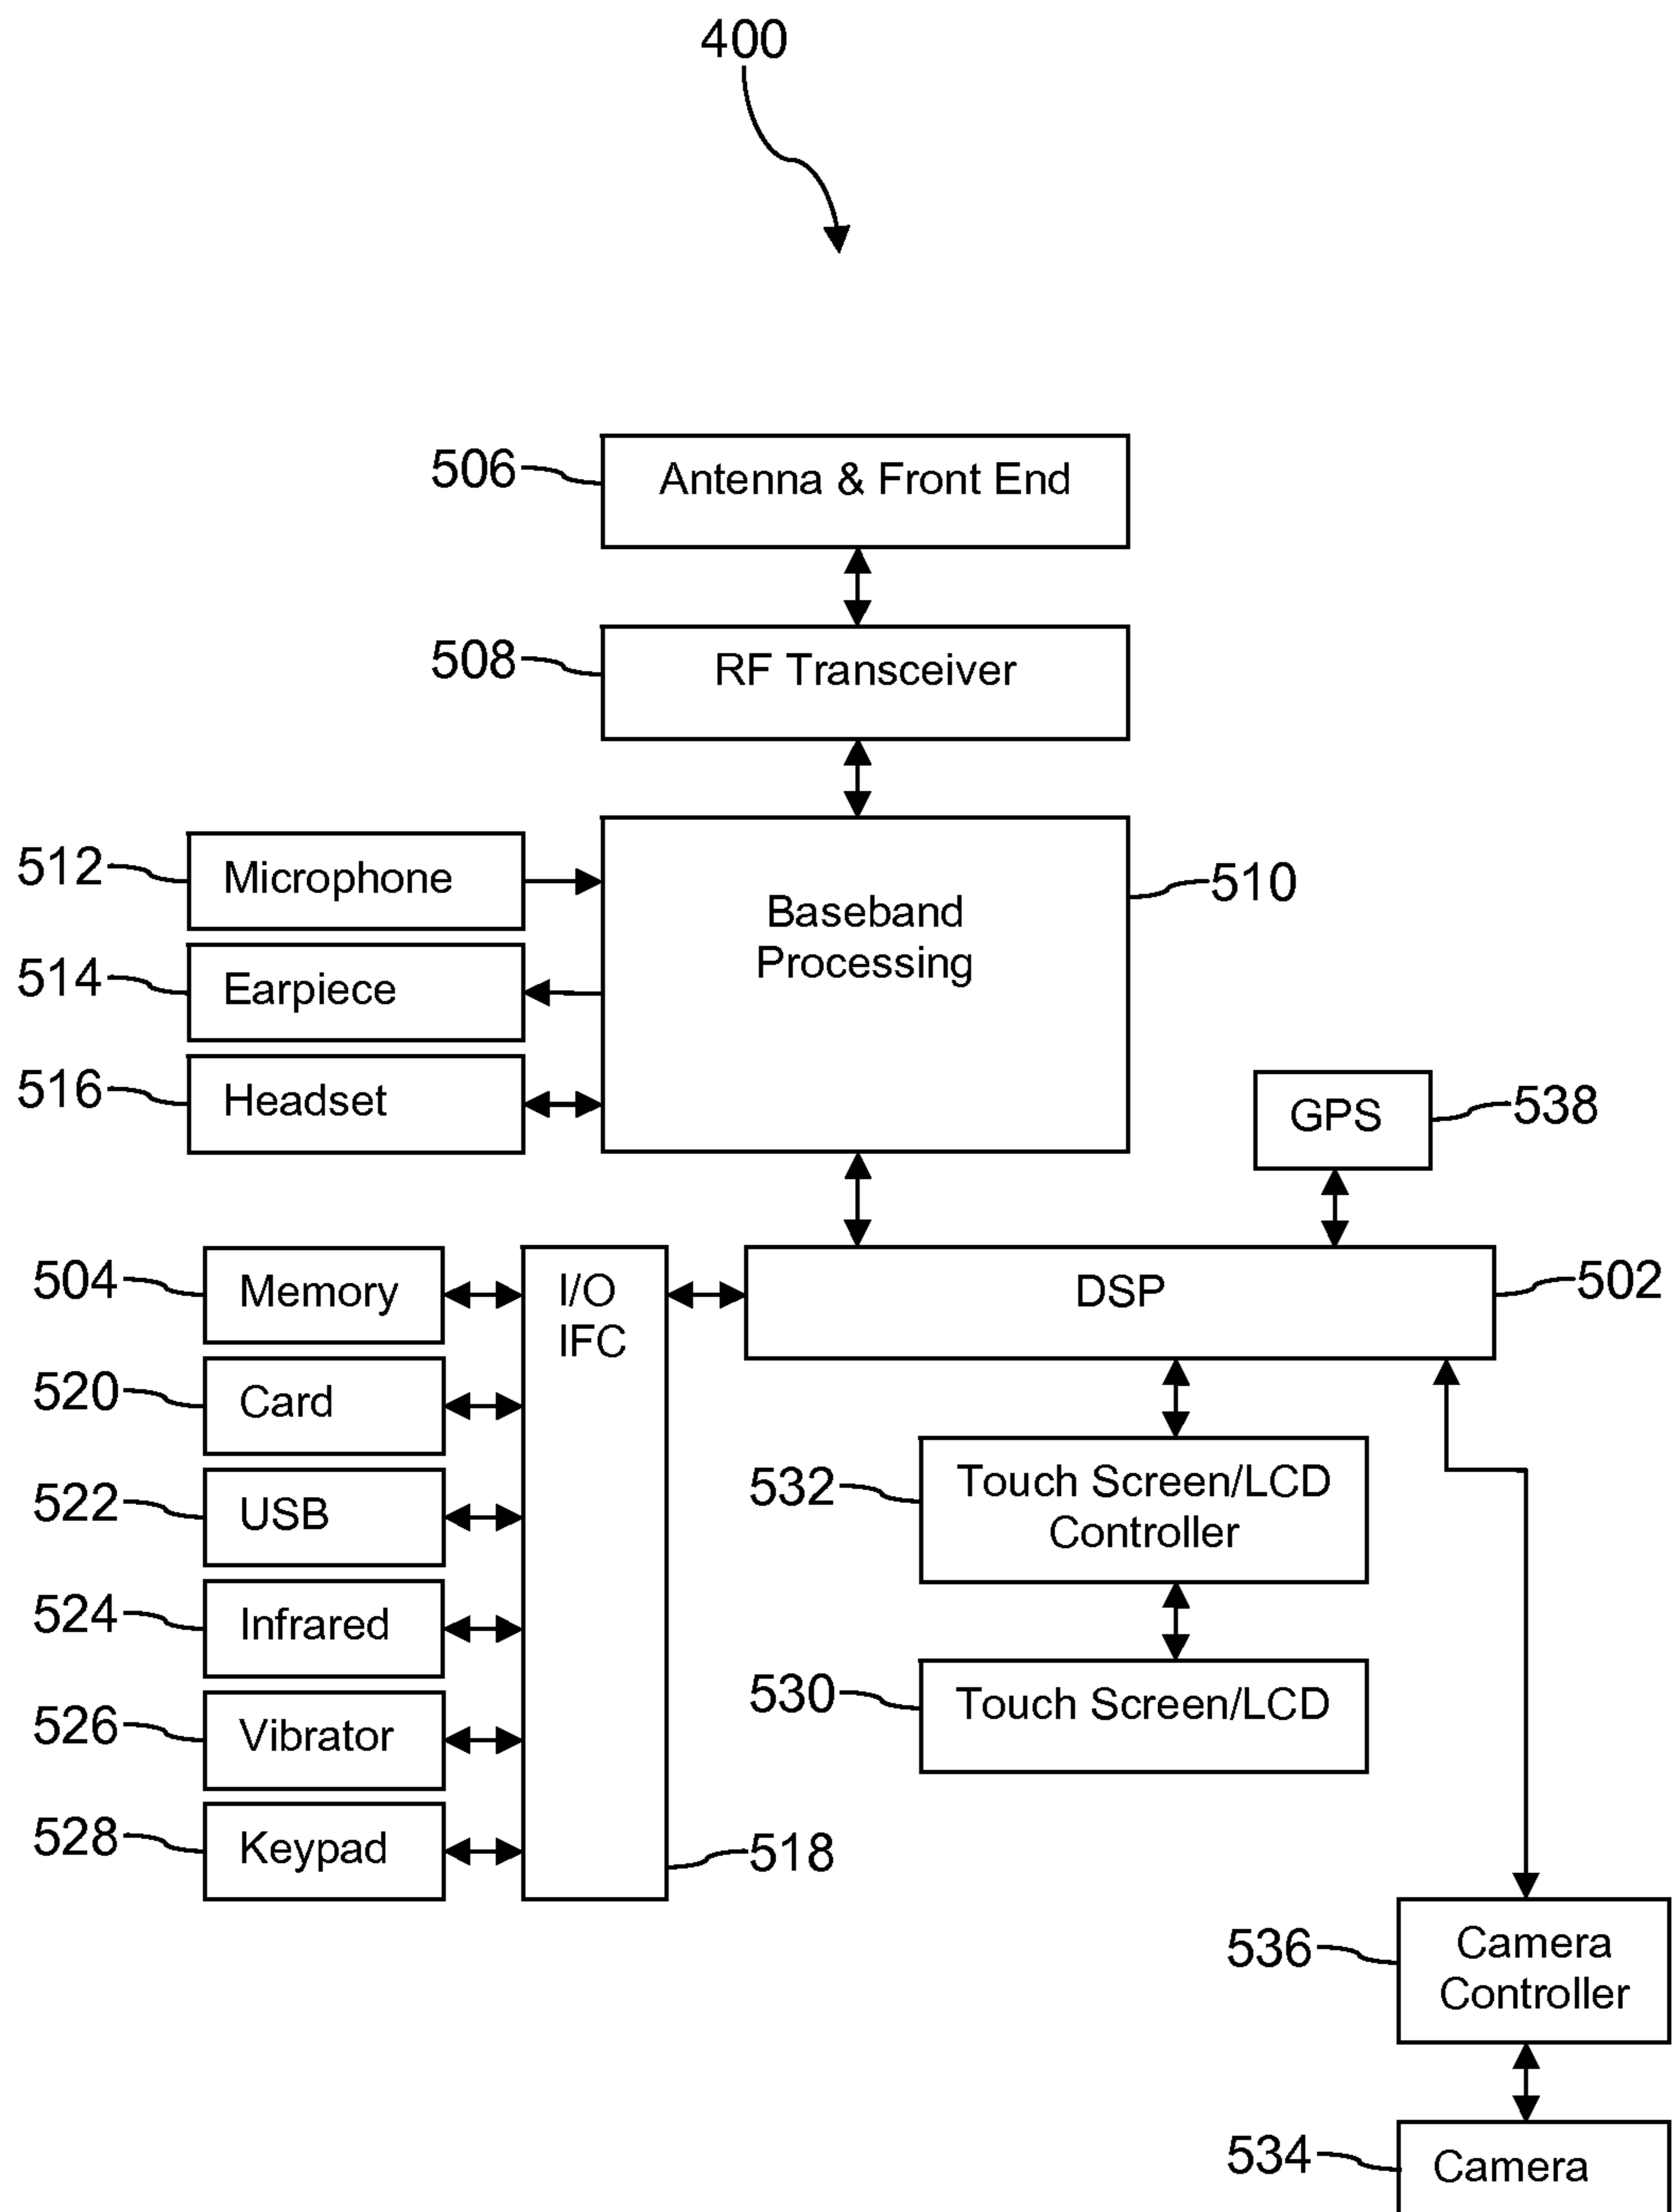 400
506
Antenna & Front End
508
RF Transceiver
512
Microphone
Baseband
Processing
510
514
Earpiece
516
Headset
GPS
538
504
Memory
I/O
IFC
DSP
502
520
Card
522
USB
532
Touch Screen/LCD
Controller
524
Infrared
530
Touch Screen/LCD
526
Vibrator
528
Keypad
518
536
Camera
Controller
534
Camera